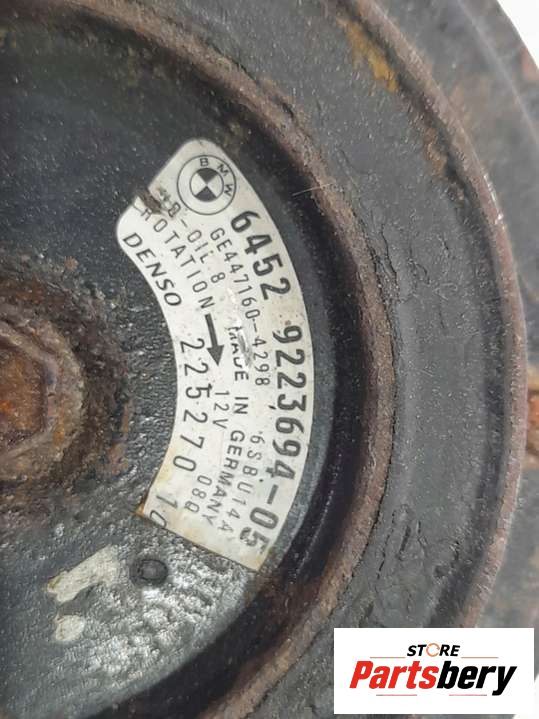 BMW
6452 9223694-05
GE447160-4298 6SBU14A
-OIL 8 MADE IN GERMANY
ROTATION → 12V 08Q
DENSO 225270
STORE
Partsbery